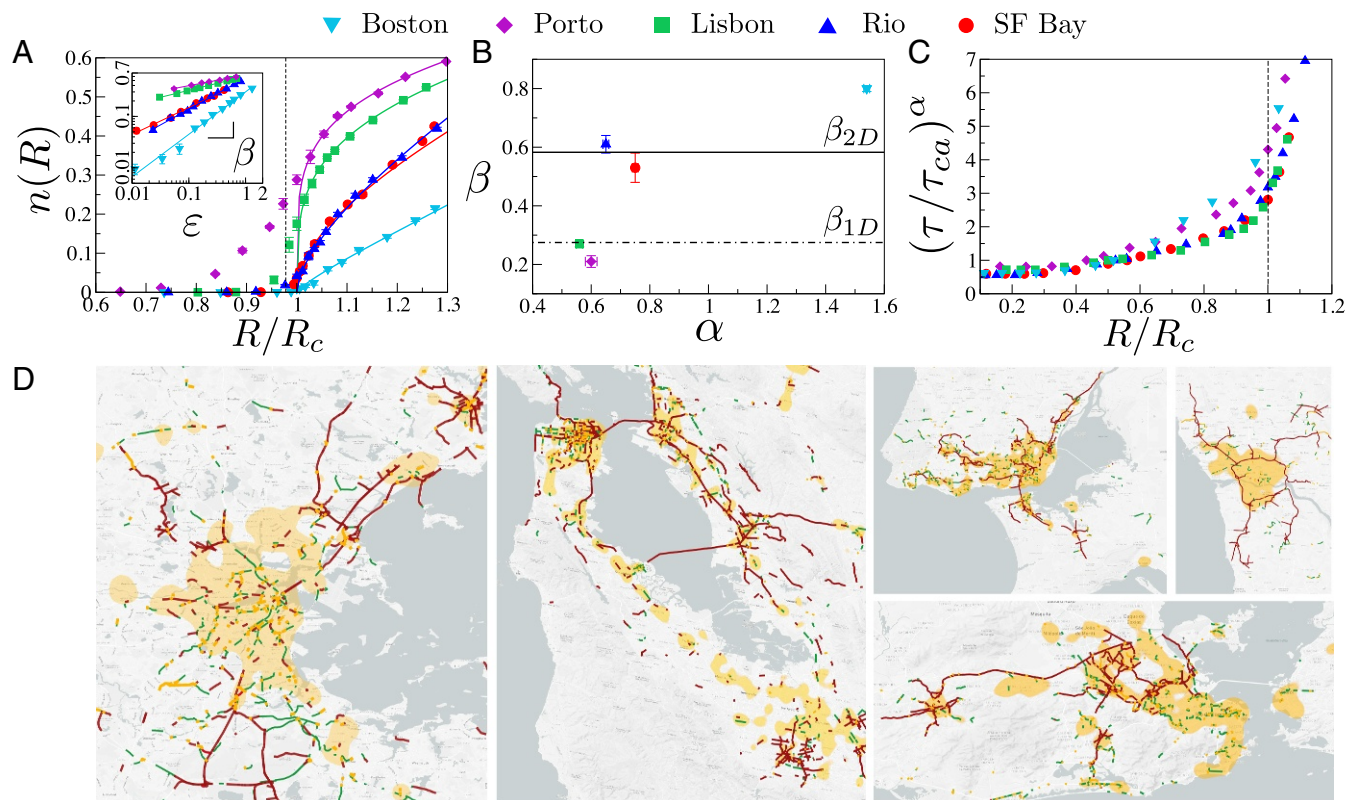 Boston Porto Lisbon Rio SF Bay
A
0.6
0.5
0.4
0.3
0.2
0.1
0
n(R)
0.7
0.1
0.01
0.01 0.1 1.2
ε
β
0.6 0.7 0.8 0.9 1 1.1 1.2 1.3
R/R_c
B
0.8
0.6
0.4
0.2
β
β_2D
β_1D
0.4 0.6 0.8 1 1.2 1.4 1.6
α
C
7
6
5
4
3
2
1
0
(τ/τ_ca)^α
0.2 0.4 0.6 0.8 1 1.2
R/R_c
D